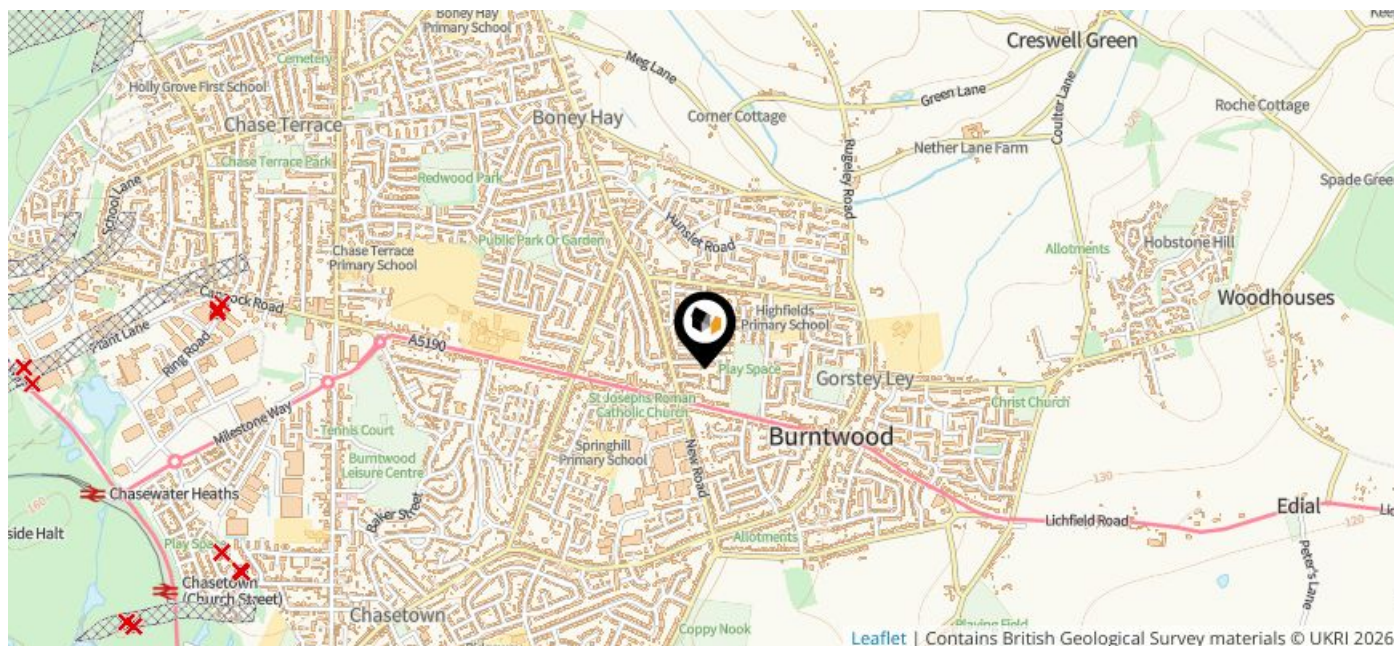 Boney Hay
Primary School
Creswell Green
Cemetery
Meg Lane
Holly Grove First School
Green Lane
Coulter Lane
Roche Cottage
Chase Terrace
Boney Hay
Corner Cottage
Nether Lane Farm
Chase Terrace Park
Redwood Park
Rugeley Road
School Lane
Hunslet Road
Public Park Or Garden
Chase Terrace
Primary School
Allotments
Hobstone Hill
Cannock Road
Plant Lane
Ring Road
Highfields
Primary School
Woodhouses
A5190
Play Space
Gorstey Ley
Christ Church
St Josephs Roman
Catholic Church
Milestone Way
Tennis Court
Burntwood
Leisure Centre
Springhill
Primary School
New Road
Burntwood
130
120
140
150
160
Chasewater Heaths
Baker Street
Lichfield Road
Edial
side Halt
Allotments
Peter's Lane
Chasetown
(Church Street)
Chasetown
Coppy Nook
Playing Field
Leaflet | Contains British Geological Survey materials © UKRI 2026